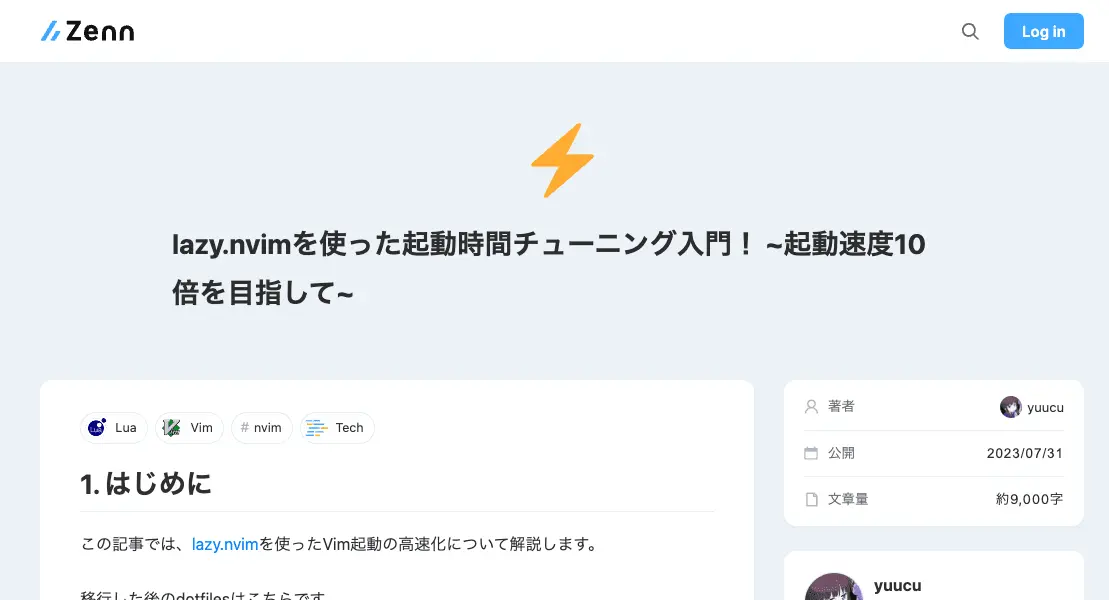 Zenn
Log in
lazy.nvimを使った起動時間チューニング入門！ ~起動速度10
倍を目指して~
Lua
Vim
# nvim
Tech
1. はじめに
この記事では、lazy.nvimを使ったVim起動の高速化について解説します。
移行した後のdotfilesはこちらです。
著者
yuucu
公開
2023/07/31
文章量
約9,000字
yuucu